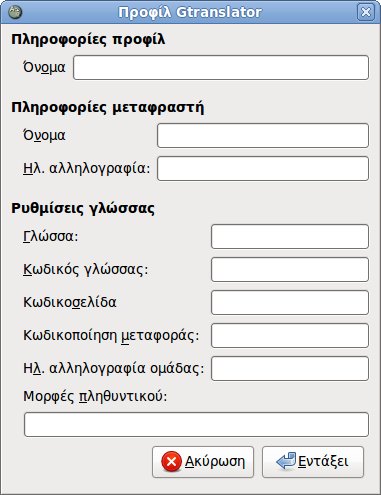 Προφίλ Gtranslator
Πληροφορίες προφίλ
Όνομα
Πληροφορίες μεταφραστή
Όνομα
Ηλ. αλληλογραφία:
Ρυθμίσεις γλώσσας
Γλώσσα:
Κωδικός γλώσσας:
Κωδικοσελίδα
Κωδικοποίηση μεταφοράς:
Ηλ. αλληλογραφία ομάδας:
Μορφές πληθυντικού:
Ακύρωση Εντάξει